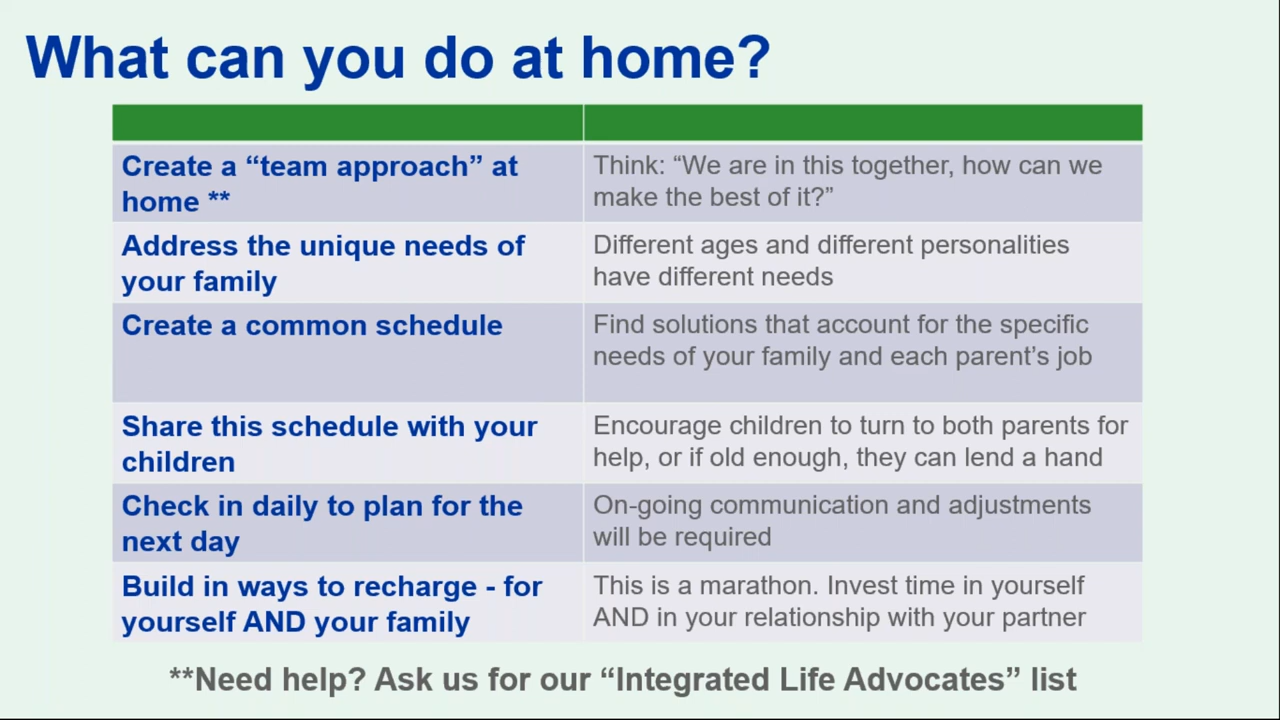 What can you do at home?
Create a “team approach” at
home **
Think: “We are in this together, how can we
make the best of it?”
Address the unique needs of
your family
Different ages and different personalities
have different needs
Create a common schedule
Find solutions that account for the specific
needs of your family and each parent’s job
Share this schedule with your
children
Encourage children to turn to both parents for
help, or if old enough, they can lend a hand
Check in daily to plan for the
next day
On-going communication and adjustments
will be required
Build in ways to recharge - for
yourself AND your family
This is a marathon. Invest time in yourself
AND in your relationship with your partner
**Need help? Ask us for our “Integrated Life Advocates” list